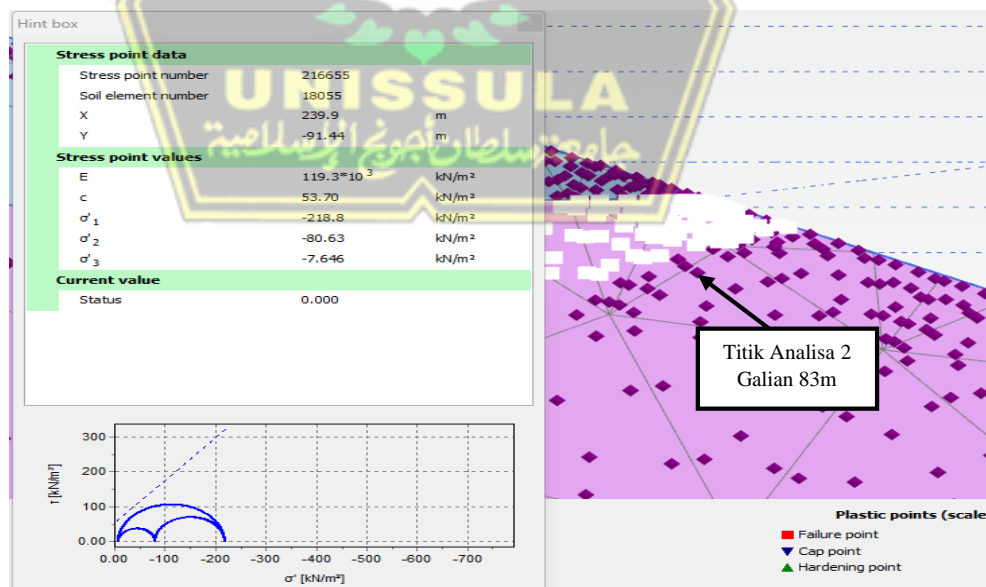 Hint box
Stress point data
Stress point number 216655
Soil element number 18055
X 239.9 m
Y -91.44 m
Stress point values
E 119.3*10³ kN/m²
c 53.70 kN/m²
σ'₁ -218.8 kN/m²
σ'₂ -80.63 kN/m²
σ'₃ -7.646 kN/m²
Current value
Status 0.000
UNISSULA
جامعة سلطان أجونج الإسلامية
Titik Analisa 2
Galian 83m
300
200
100
0.00
τ [kN/m²]
0.00 -100 -200 -300 -400 -500 -600 -700
σ' [kN/m²]
Plastic points (scale
Failure point
Cap point
Hardening point